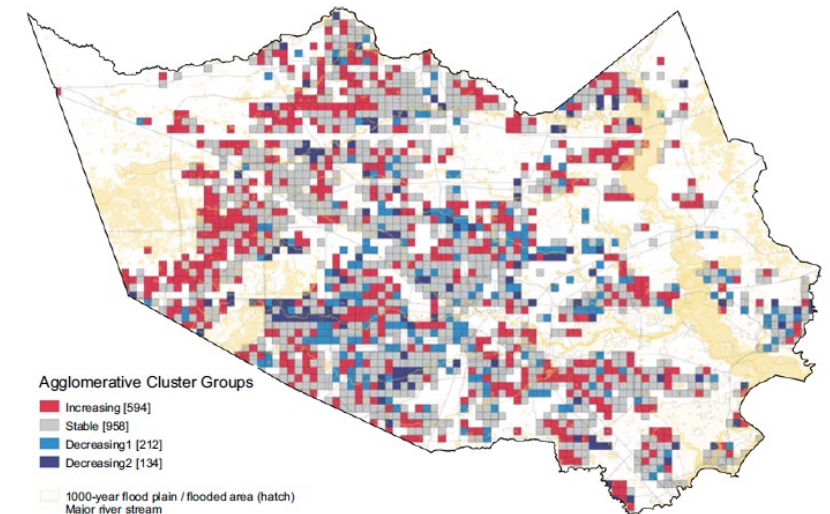 Agglomerative Cluster Groups
Increasing [594]
Stable [958]
Decreasing1 [212]
Decreasing2 [134]
1000-year flood plain / flooded area (hatch)
Major river stream